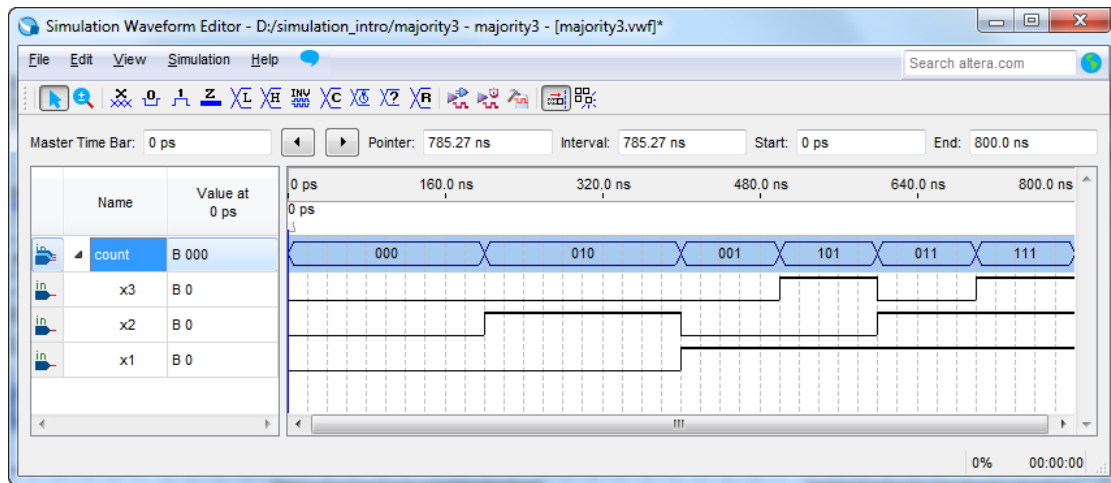 Simulation Waveform Editor - D:/simulation_intro/majority3 - majority3 - [majority3.vwf]*
File Edit View Simulation Help Search altera.com
Master Time Bar: 0 ps Pointer: 785.27 ns Interval: 785.27 ns Start: 0 ps End: 800.0 ns
Name Value at 0 ps 0 ps 160.0 ns 320.0 ns 480.0 ns 640.0 ns 800.0 ns
0 ps
in count B 000 000 010 001 101 011 111
in x3 B 0
in x2 B 0
in x1 B 0
0% 00:00:00